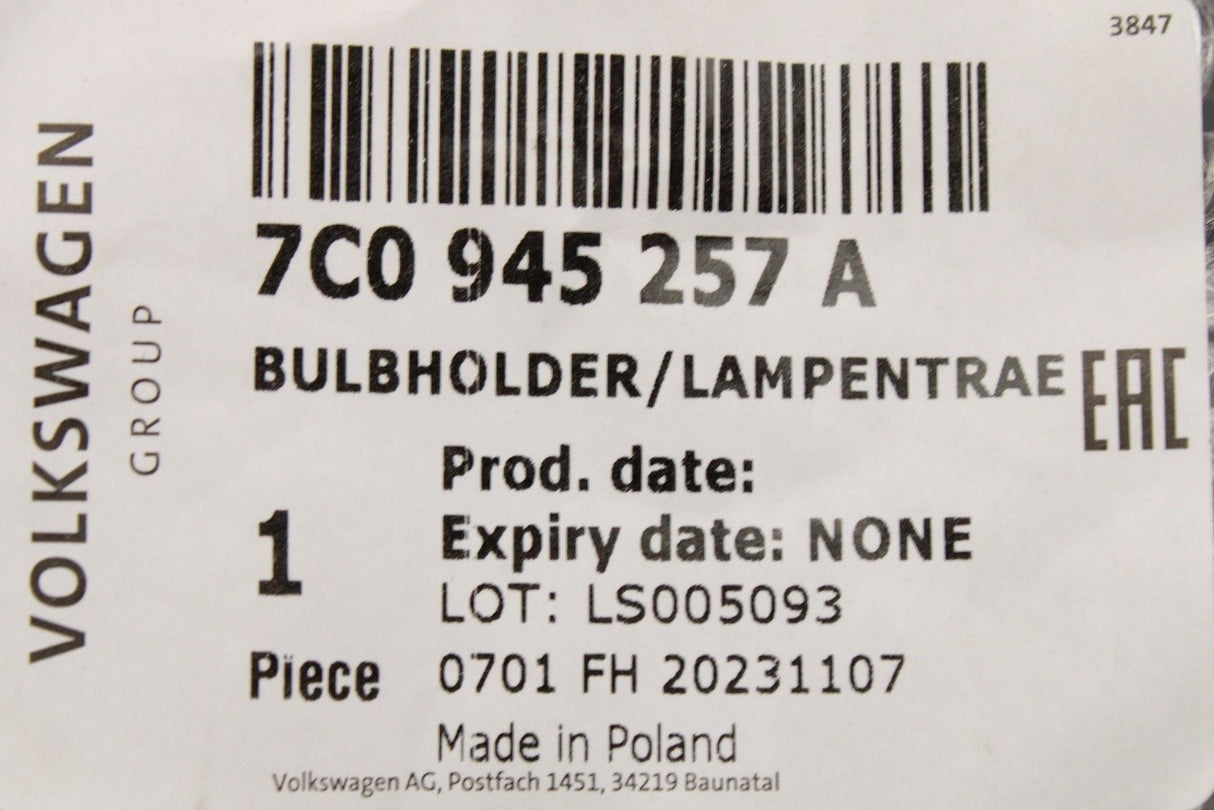 3847
VOLKSWAGEN
GROUP
7C0 945 257 A
BULBHOLDER/LAMPENTRAE
EAC
Prod. date:
1
Expiry date: NONE
LOT: LS005093
Piece
0701 FH 20231107
Made in Poland
Volkswagen AG, Postfach 1451, 34219 Baunatal